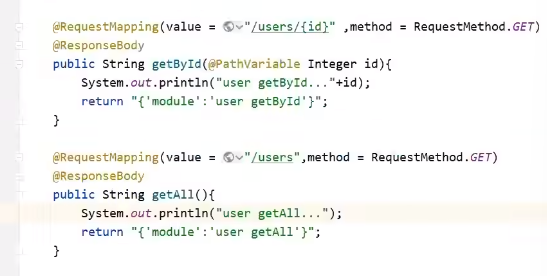 @RequestMapping(value = "/users/{id}" ,method = RequestMethod.GET)
@ResponseBody
public String getById(@PathVariable Integer id){
System.out.println("user getById..."+id);
return "{'module':'user getById'}";
}
@RequestMapping(value = "/users",method = RequestMethod.GET)
@ResponseBody
public String getAll(){
System.out.println("user getAll...");
return "{'module':'user getAll'}";
}